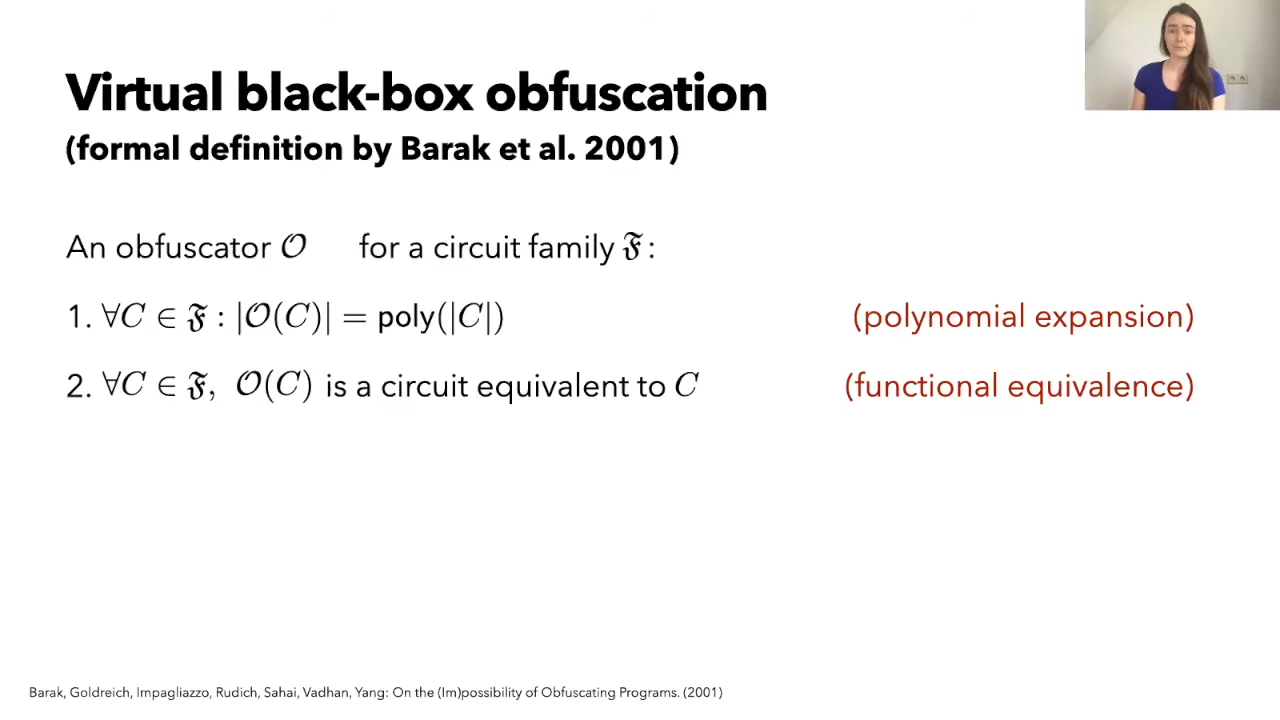 Virtual black-box obfuscation
(formal definition by Barak et al. 2001)
An obfuscator 𝒪 for a circuit family 𝔉:
1. ∀C ∈ 𝔉 : |𝒪(C)| = poly(|C|) (polynomial expansion)
2. ∀C ∈ 𝔉, 𝒪(C) is a circuit equivalent to C (functional equivalence)
Barak, Goldreich, Impagliazzo, Rudich, Sahai, Vadhan, Yang: On the (Im)possibility of Obfuscating Programs. (2001)